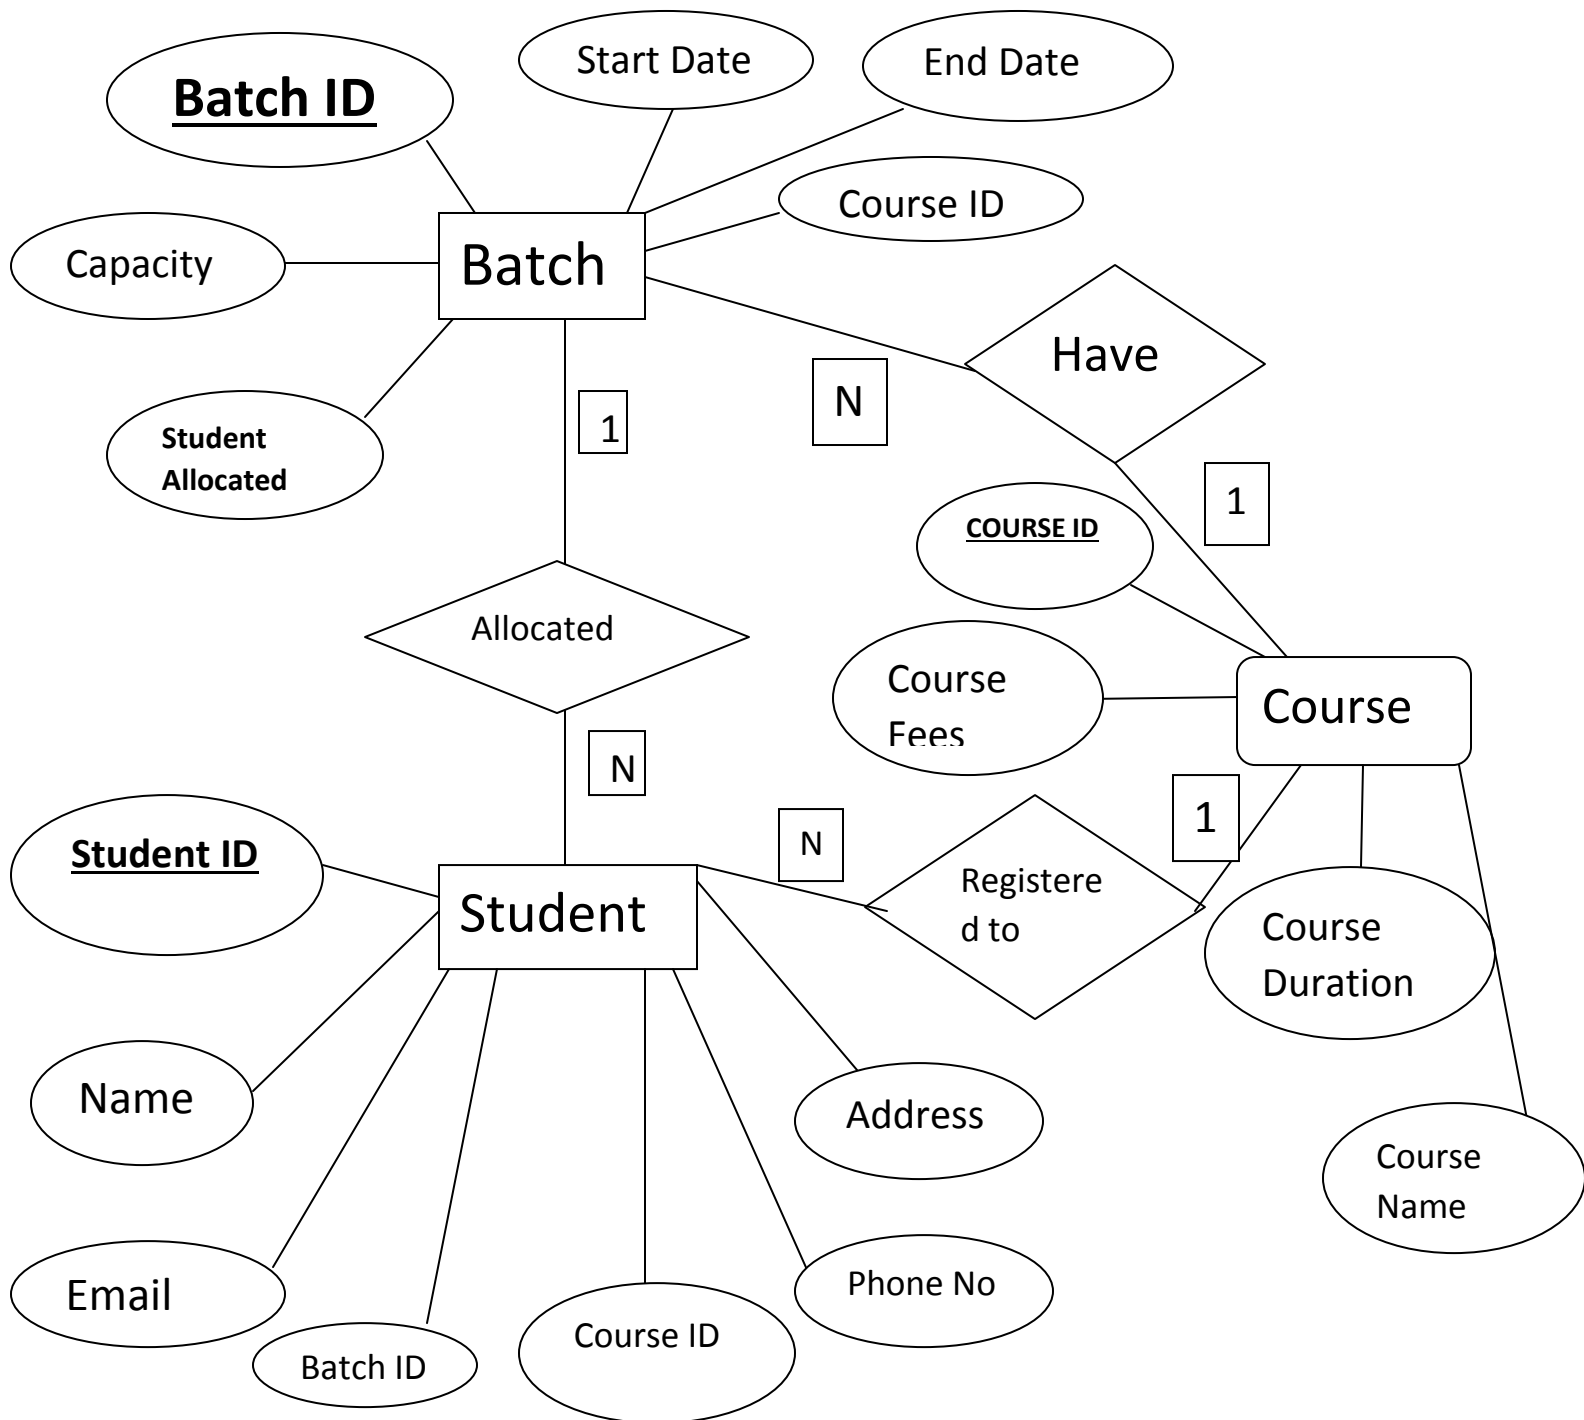 Batch ID
Start Date
End Date
Course ID
Capacity
Batch
Have
N
1
Student
Allocated
1
COURSE ID
Allocated
Course
Fees
Course
N
1
N
Student ID
Student
Registere
d to
Course
Duration
Name
Address
Course
Name
Email
Phone No
Course ID
Batch ID